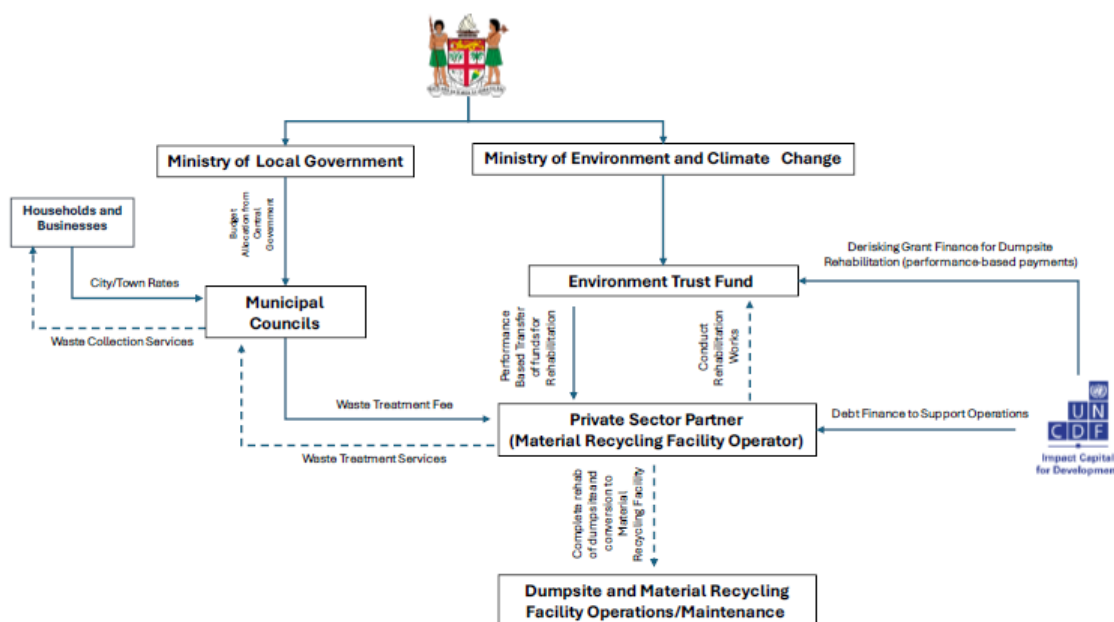 Ministry of Local Government
Ministry of Environment and Climate Change
Budget
Allocation from
Central
Government
Households and
Businesses
City/Town Rates
Waste Collection Services
Municipal
Councils
Derisking Grant Finance for Dumpsite
Rehabilitation (performance-based payments)
Environment Trust Fund
Performance
Based Transfer
of funds for
Rehabilitation
Conduct
Rehabilitation
Works
Waste Treatment Fee
Waste Treatment Services
Private Sector Partner
(Material Recycling Facility Operator)
Debt Finance to Support Operations
UN
CDF
Impact Capital
for Developmen
Complete rehab
of dumpsite and
conversion to
Material
Recycling Facility
Dumpsite and Material Recycling
Facility Operations/Maintenance